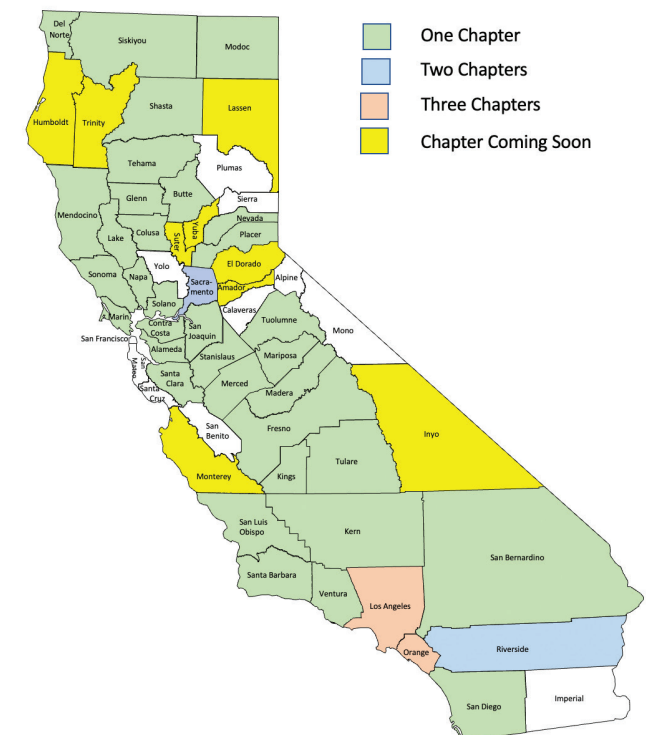 One Chapter
Two Chapters
Three Chapters
Chapter Coming Soon
Del
Norte
Siskiyou
Modoc
Humboldt
Trinity
Shasta
Lassen
Tehama
Plumas
Mendocino
Glenn
Butte
Sierra
Lake
Colusa
Suter
Yuba
Nevada
Placer
Sonoma
Napa
Yolo
El Dorado
Sacra-
mento
Amador
Alpine
Marin
Solano
Calaveras
San Francisco
Contra
Costa
San
Joaquin
Tuolumne
Mono
Alameda
Stanislaus
Mariposa
San
Mateo
Santa
Clara
Merced
Madera
Santa
Cruz
San
Benito
Fresno
Inyo
Monterey
Kings
Tulare
San Luis
Obispo
Kern
San Bernardino
Santa Barbara
Ventura
Los Angeles
Orange
Riverside
San Diego
Imperial